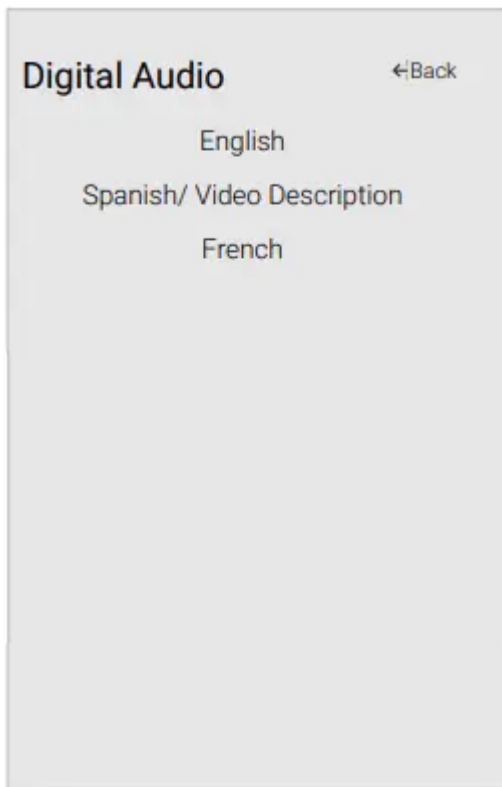 Digital Audio
←Back
English
Spanish/ Video Description
French